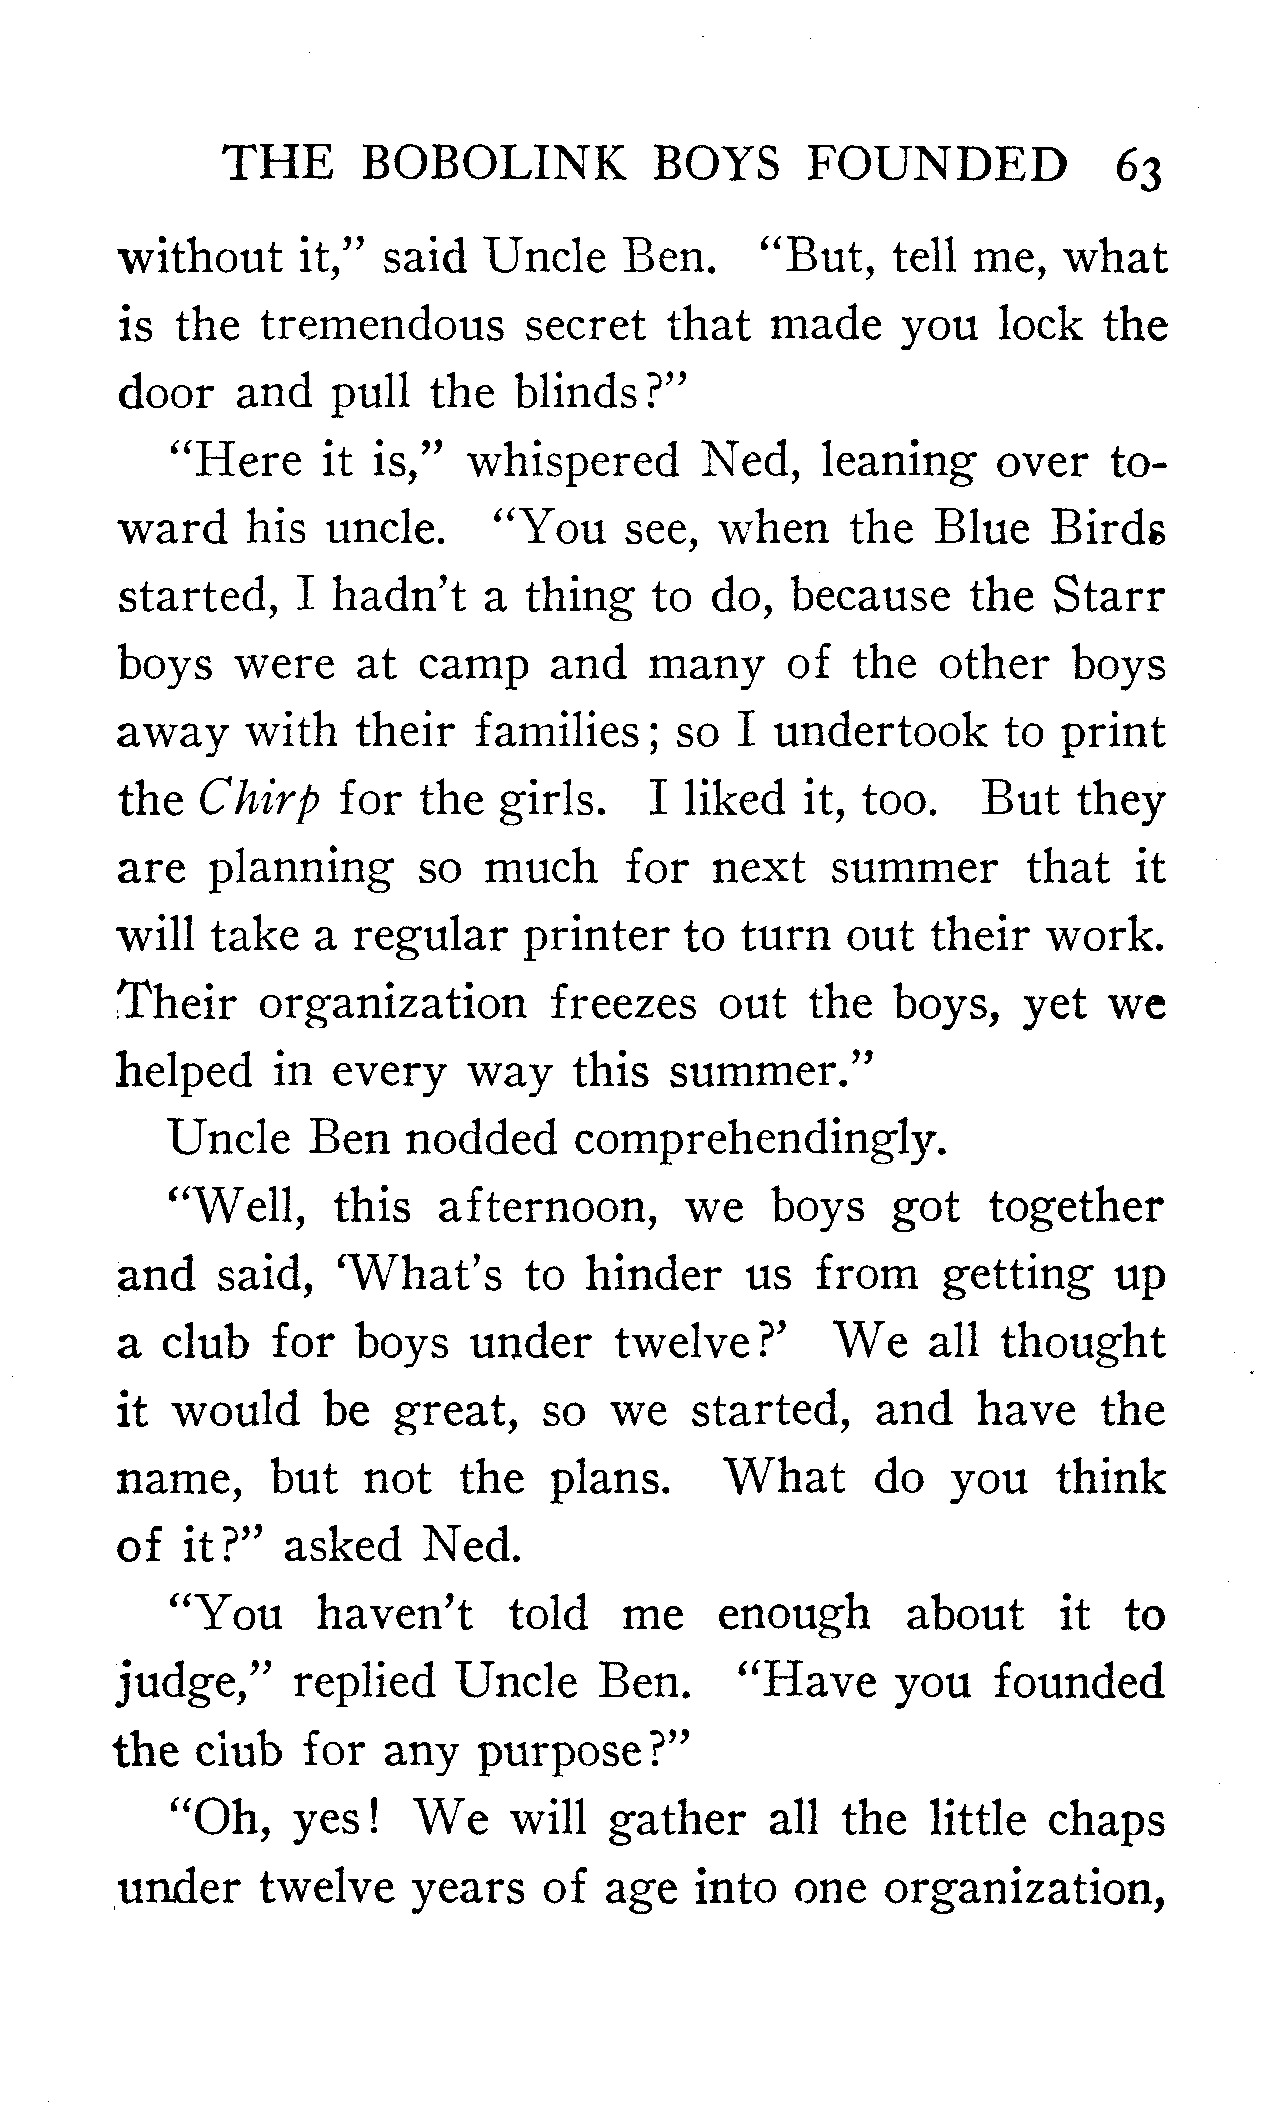 THE BOBOLINK BOYS FOUNDED 63
without it,” said Uncle Ben. “But, tell me, what
is the tremendous secret that made you lock the
door and pull the blinds?”
“Here it is,” whispered Ned, leaning over to-
ward his uncle. “You see, when the Blue Birds
started, I hadn’t a thing to do, because the Starr
boys were at camp and many of the other boys
away with their families; so I undertook to print
the Chirp for the girls. I liked it, too. But they
are planning so much for next summer that it
will take a regular printer to turn out their work.
Their organization freezes out the boys, yet we
helped in every way this summer.”
Uncle Ben nodded comprehendingly.
“Well, this afternoon, we boys got together
and said, ‘What’s to hinder us from getting up
a club for boys under twelve?’ We all thought
it would be great, so we started, and have the
name, but not the plans. What do you think
of it?” asked Ned.
“You haven’t told me enough about it to
judge,” replied Uncle Ben. “Have you founded
the club for any purpose?”
“Oh, yes! We will gather all the little chaps
under twelve years of age into one organization,